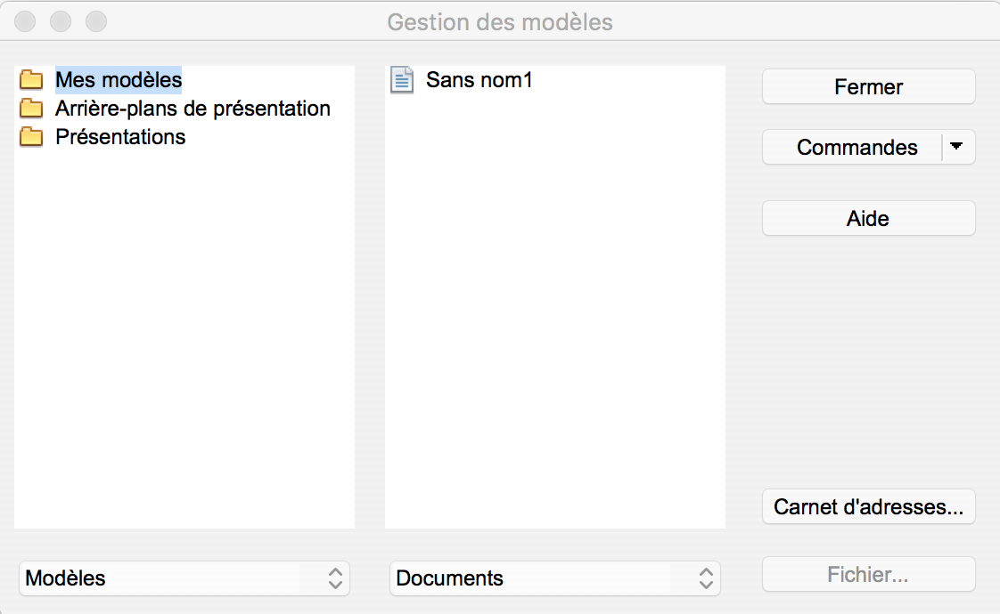 Gestion des modèles
Mes modèles
Arrière-plans de présentation
Présentations
Sans nom1
Fermer
Commandes
Aide
Carnet d'adresses...
Modèles
Documents
Fichier...